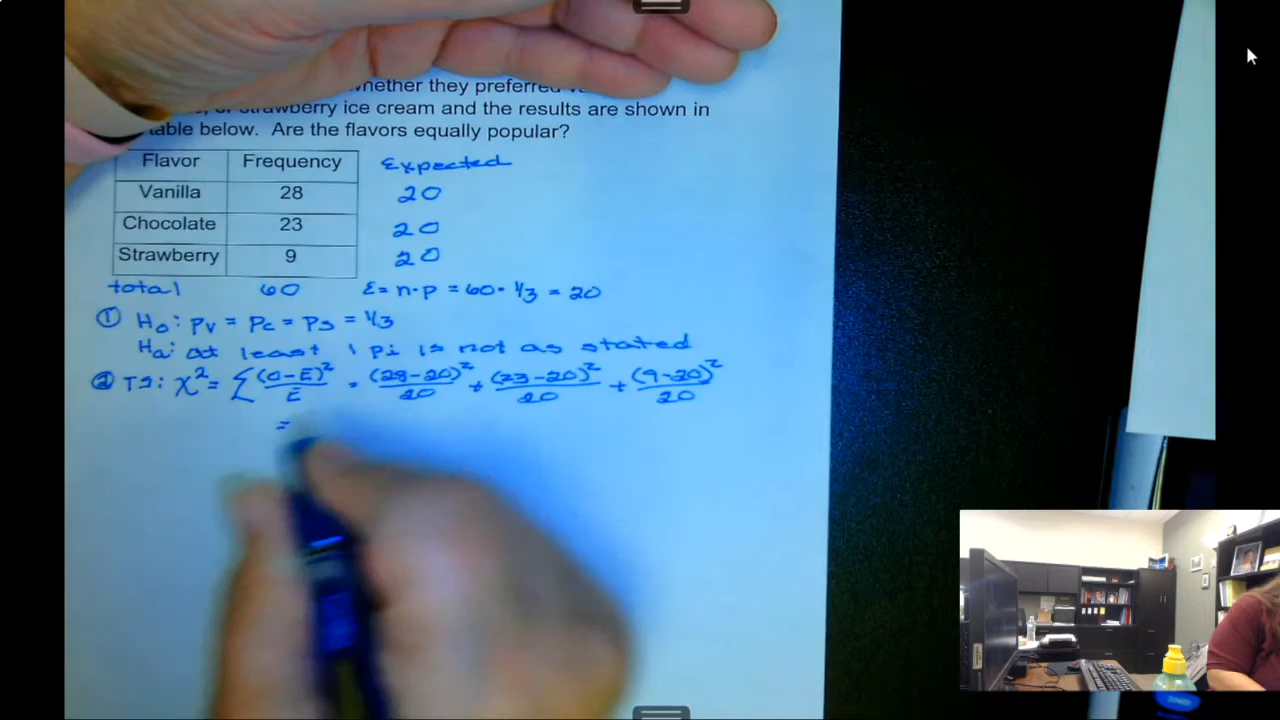 whether they preferred
strawberry ice cream and the results are shown in
table below. Are the flavors equally popular?
Flavor Frequency Expected
Vanilla 28 20
Chocolate 23 20
Strawberry 9 20
total 60 E = n·p = 60· 1/3 = 20
① H₀: pv = pc = ps = 1/3
Ha: at least 1 pi is not as stated
② TS: χ² = Σ (O-E)²/E = (28-20)²/20 + (23-20)²/20 + (9-20)²/20
=